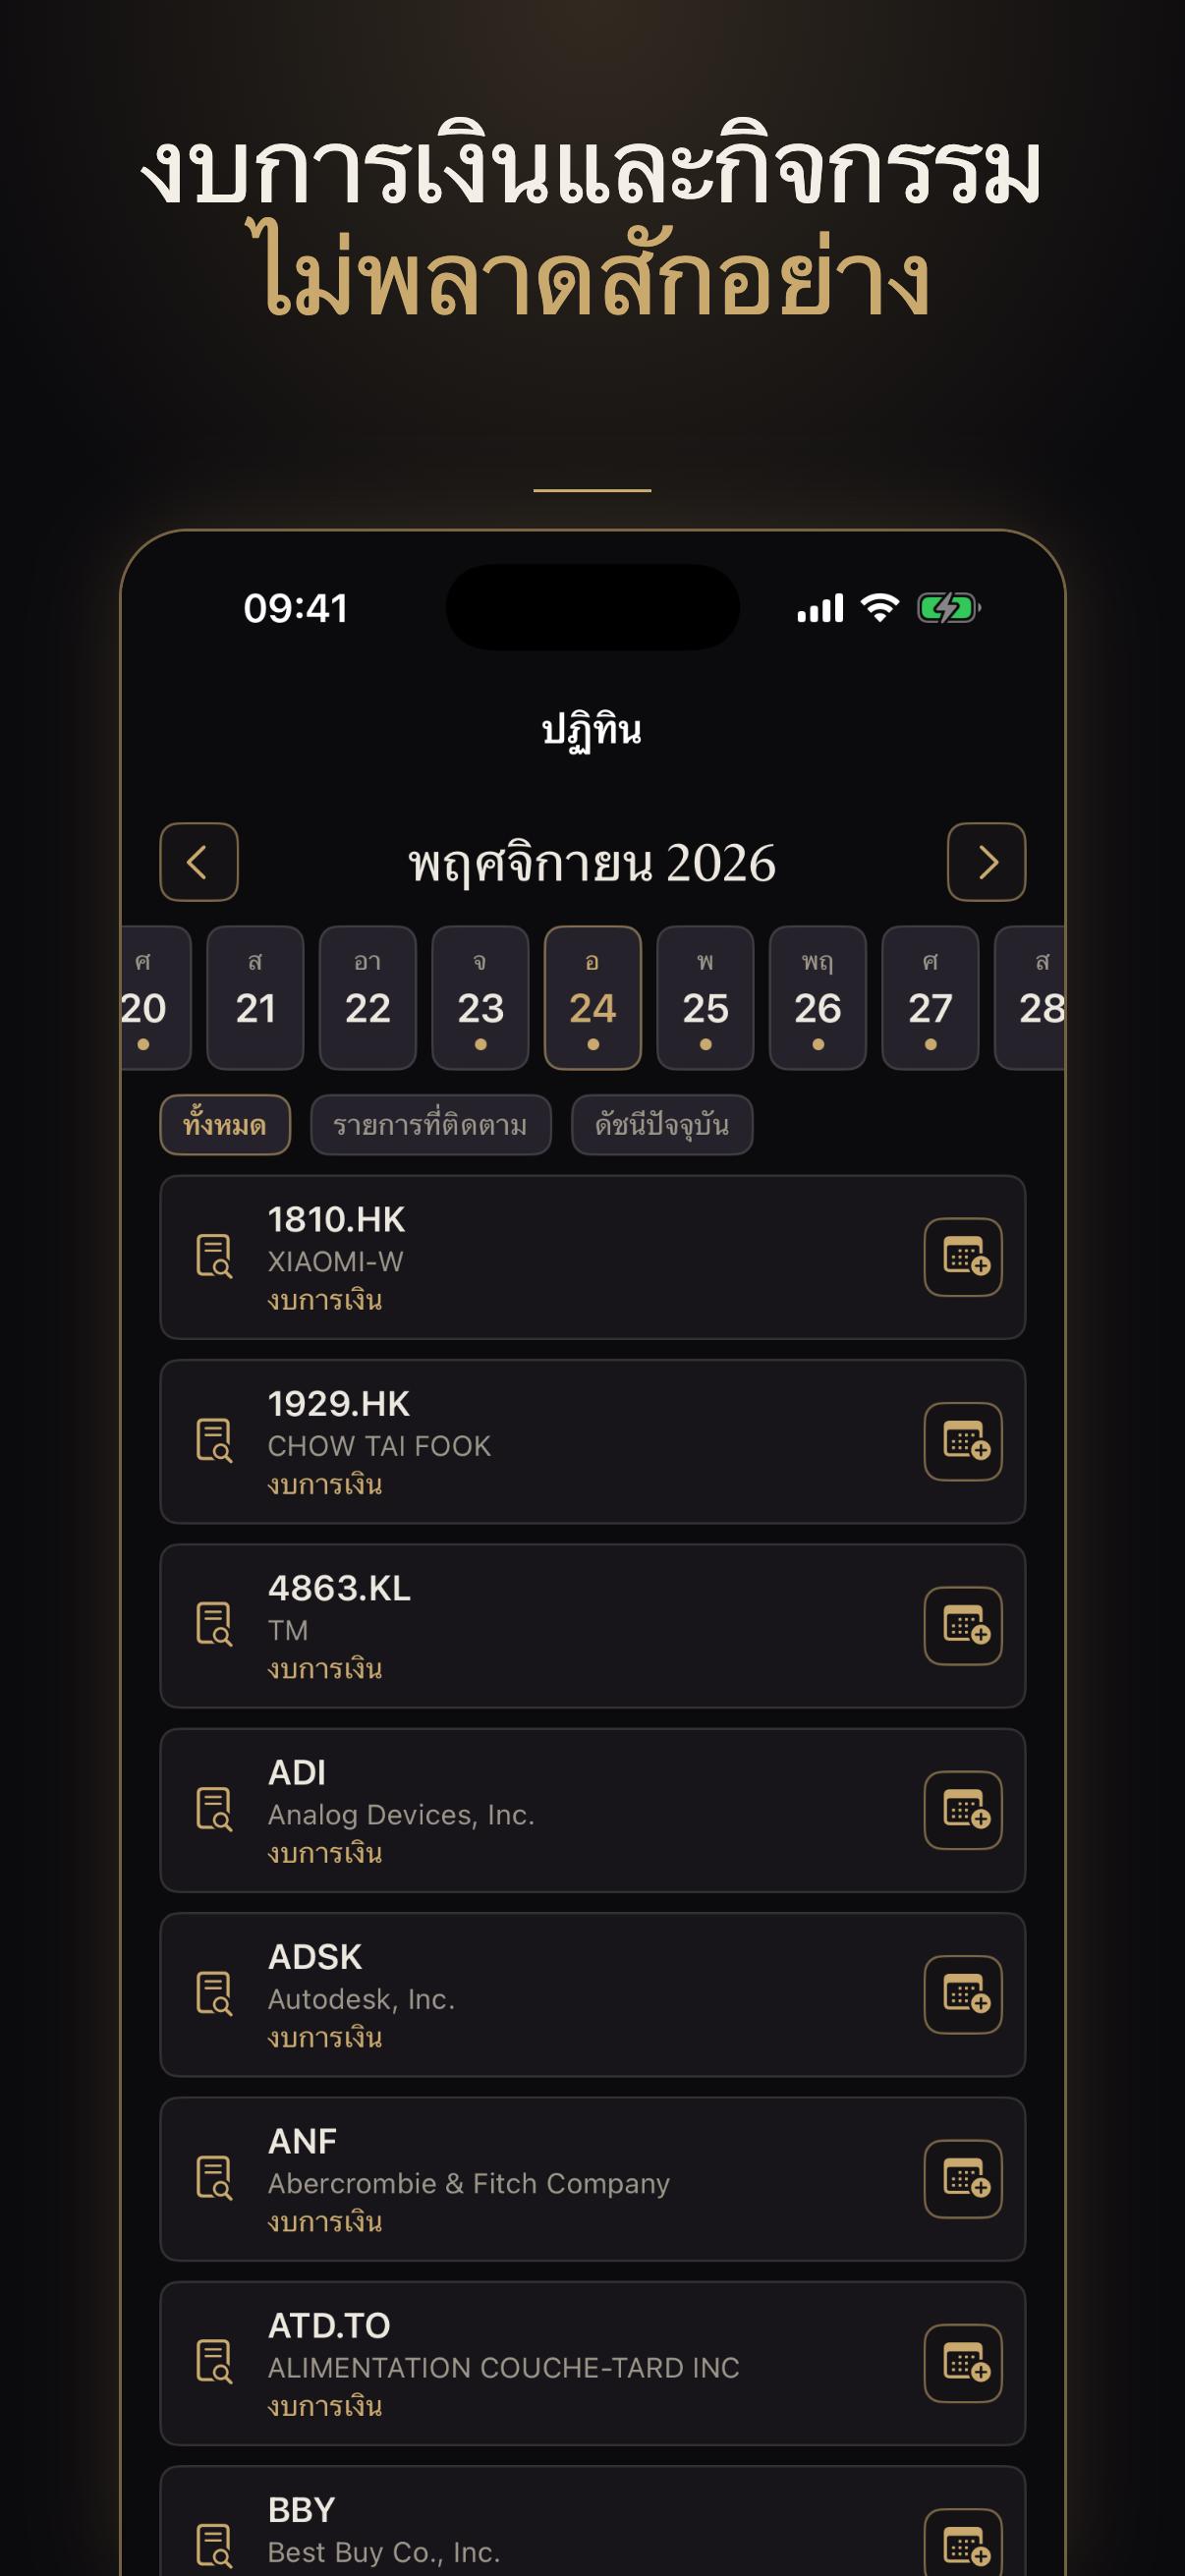 งบการเงินและกิจกรรม
ไม่พลาดสักอย่าง
09:41
ปฏิทิน
พฤศจิกายน 2026
ศ ส อา จ อ พ พฤ ศ ส
20 21 22 23 24 25 26 27 28
ทั้งหมด รายการที่ติดตาม ดัชนีปัจจุบัน
1810.HK
XIAOMI-W
งบการเงิน
1929.HK
CHOW TAI FOOK
งบการเงิน
4863.KL
TM
งบการเงิน
ADI
Analog Devices, Inc.
งบการเงิน
ADSK
Autodesk, Inc.
งบการเงิน
ANF
Abercrombie & Fitch Company
งบการเงิน
ATD.TO
ALIMENTATION COUCHE-TARD INC
งบการเงิน
BBY
Best Buy Co., Inc.